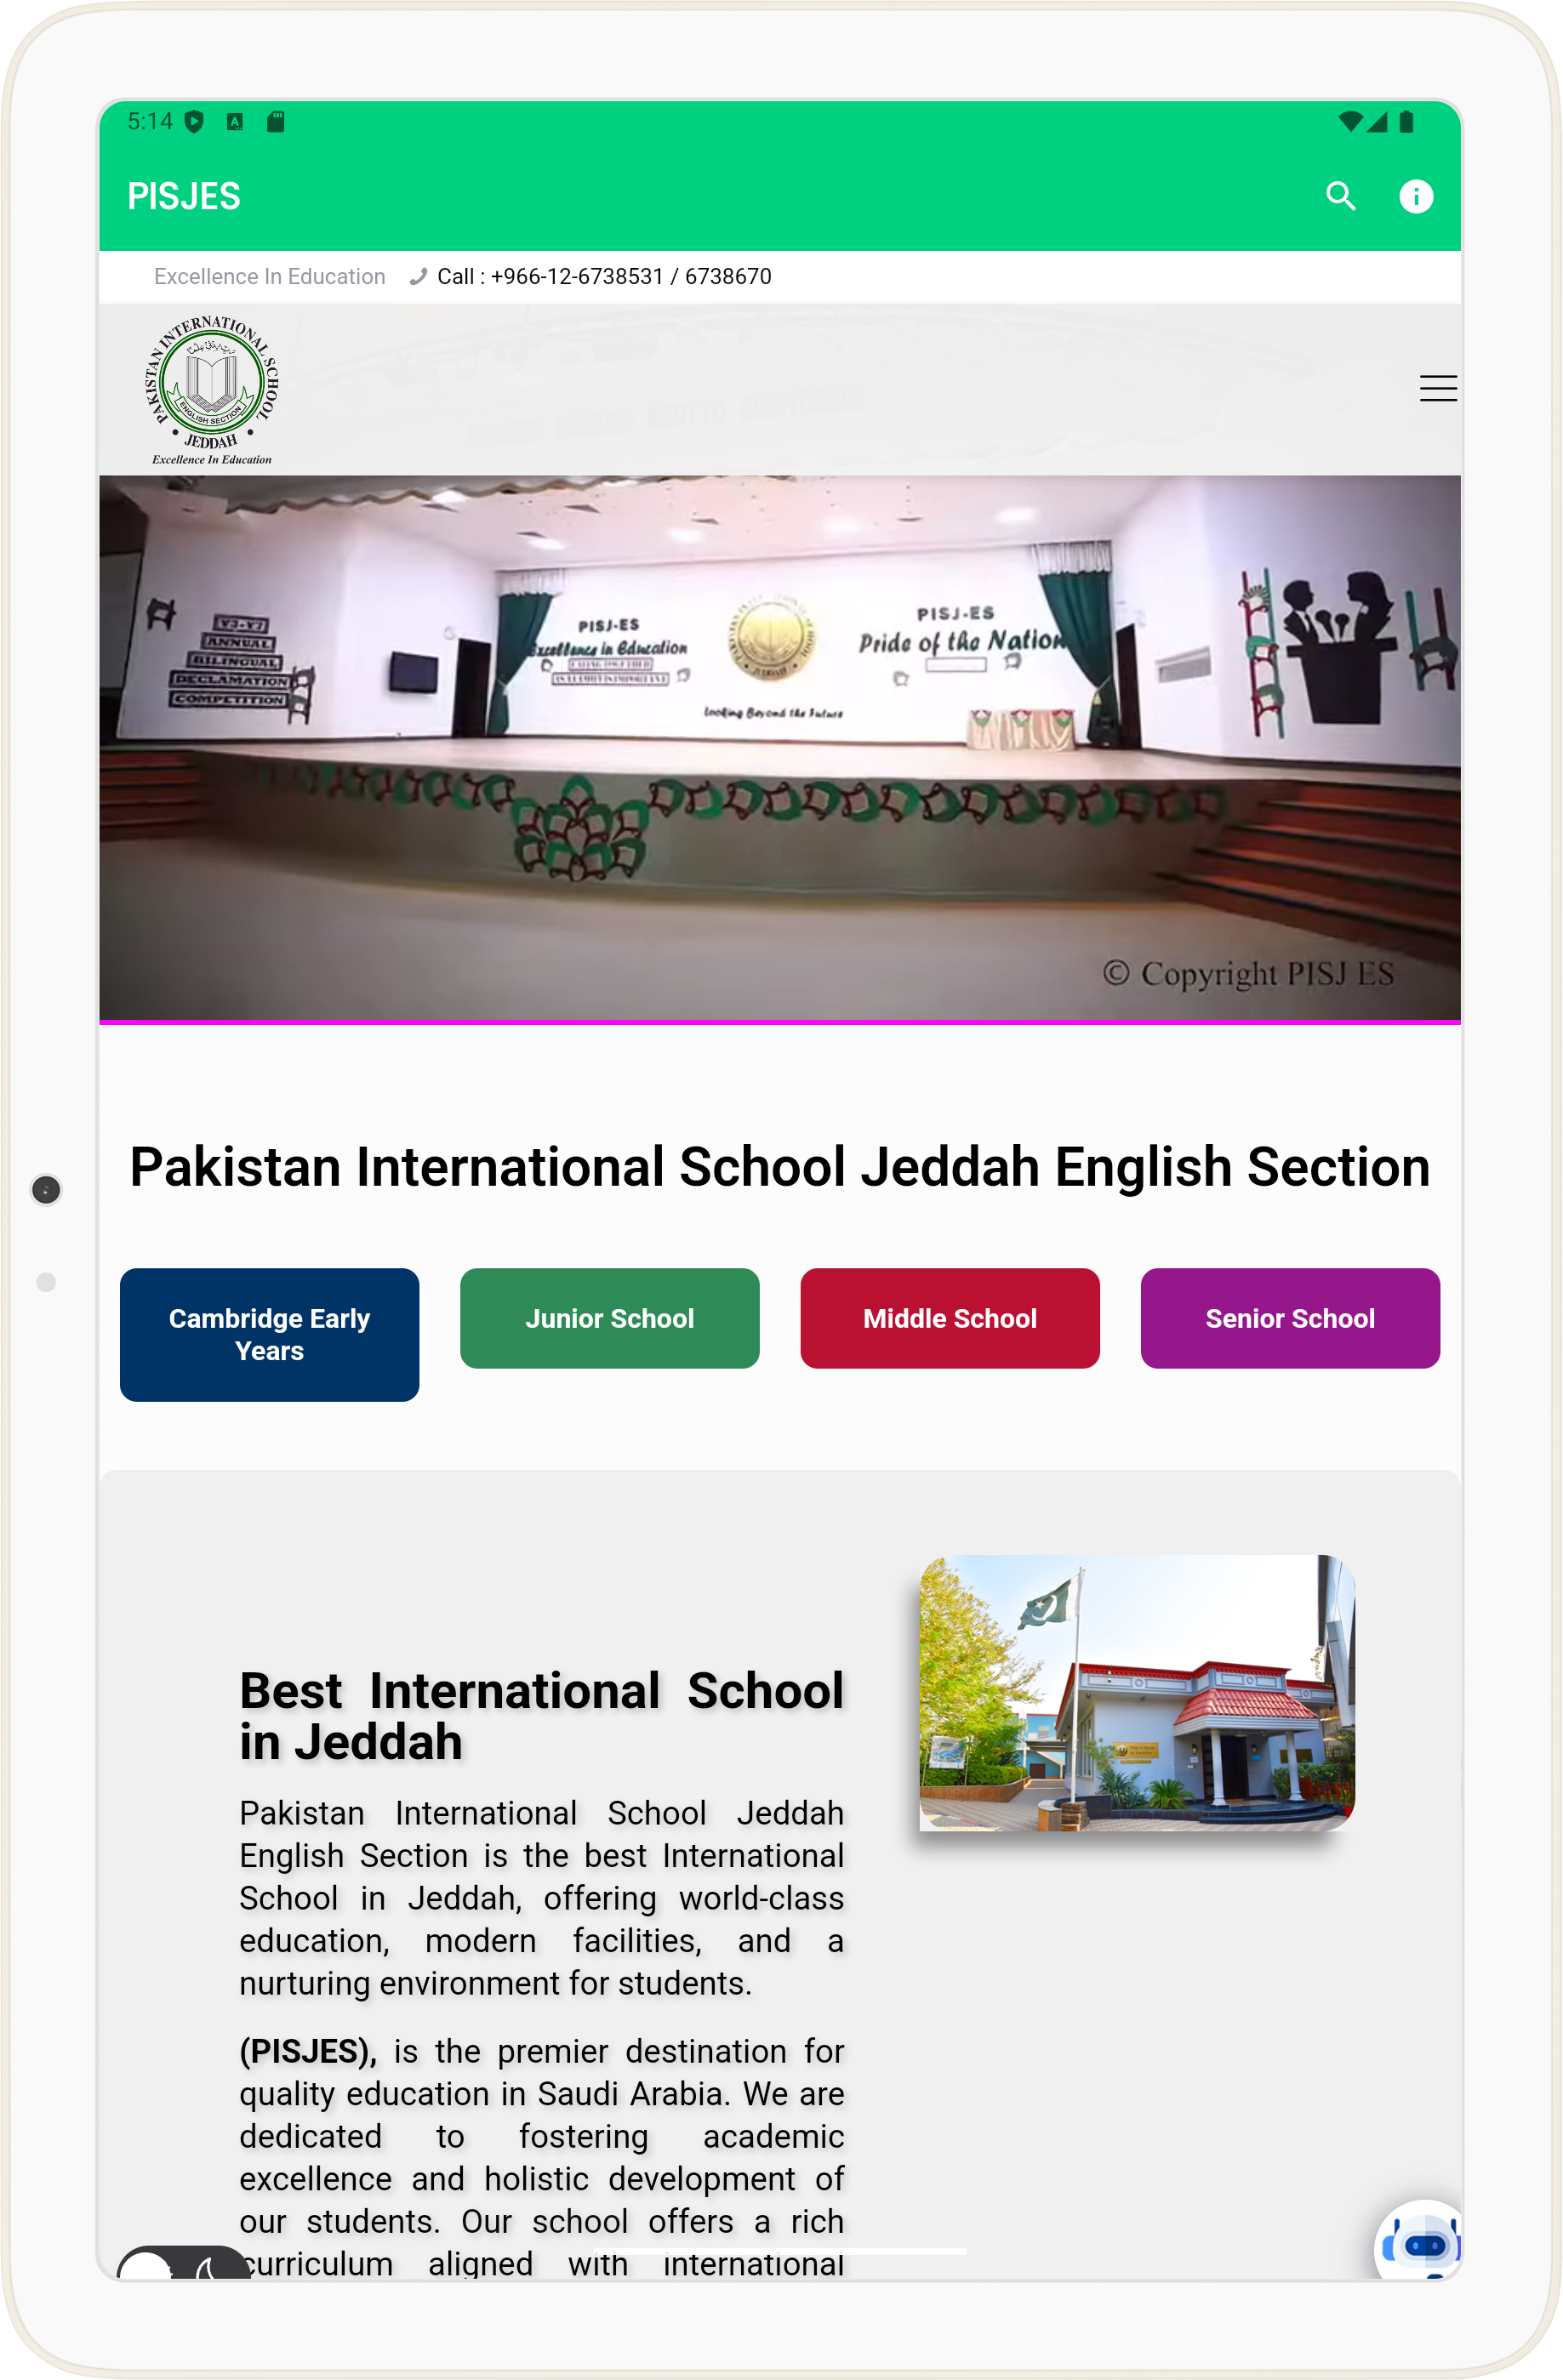 5:14
PISJES
Excellence In Education Call : +966-12-6738531 / 6738670
PAKISTAN INTERNATIONAL SCHOOL
ENGLISH SECTION
JEDDAH
Excellence In Education
PISJ-ES
Excellence in Education
PISJ-ES
Pride of the Nation
Looking Beyond the Future
ANNUAL
BILINGUAL
DECLAMATION
COMPETITION
© Copyright PISJ ES
Pakistan International School Jeddah English Section
Cambridge Early
Years
Junior School
Middle School
Senior School
Best International School
in Jeddah
Pakistan International School Jeddah
English Section is the best International
School in Jeddah, offering world-class
education, modern facilities, and a
nurturing environment for students.
(PISJES), is the premier destination for
quality education in Saudi Arabia. We are
dedicated to fostering academic
excellence and holistic development of
our students. Our school offers a rich
curriculum aligned with international